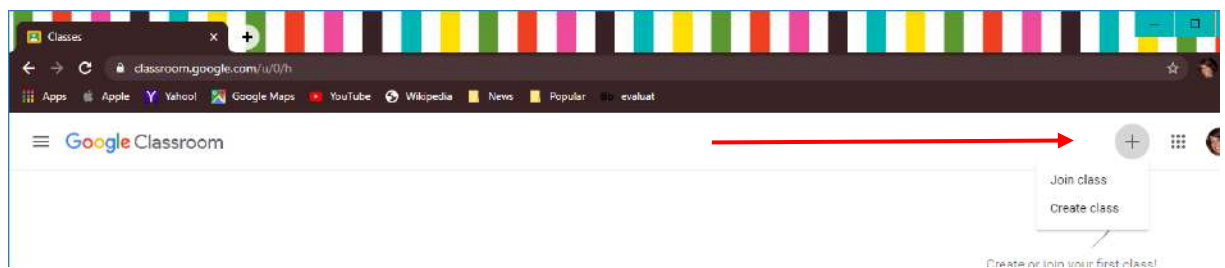 Classes
classroom.google.com/u/0/h
Apps Apple Yahoo! Google Maps YouTube Wikipedia News Popular Bb evaluat
Google Classroom
Join class
Create class
Create or join your first class!